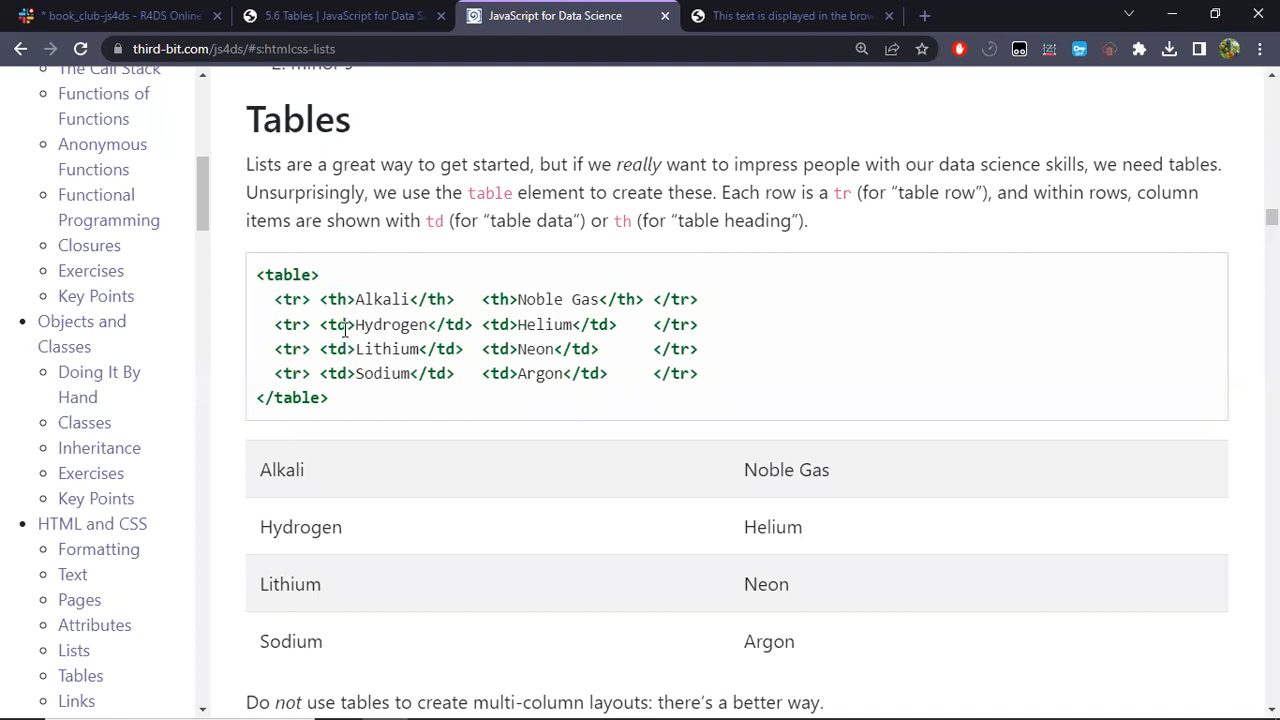 * book_club-js4ds - R4DS Online
5.6 Tables | JavaScript for Data S
JavaScript for Data Science
This text is displayed in the brow
third-bit.com/js4ds/#s:htmlcss-lists
The Call Stack
Functions of
Functions
Anonymous
Functions
Functional
Programming
Closures
Exercises
Key Points
Objects and
Classes
Doing It By
Hand
Classes
Inheritance
Exercises
Key Points
HTML and CSS
Formatting
Text
Pages
Attributes
Lists
Tables
Links
2. minor 3
Tables
Lists are a great way to get started, but if we really want to impress people with our data science skills, we need tables.
Unsurprisingly, we use the table element to create these. Each row is a tr (for “table row”), and within rows, column
items are shown with td (for “table data”) or th (for “table heading”).
<table>
<tr> <th>Alkali</th> <th>Noble Gas</th> </tr>
<tr> <td>Hydrogen</td> <td>Helium</td> </tr>
<tr> <td>Lithium</td> <td>Neon</td> </tr>
<tr> <td>Sodium</td> <td>Argon</td> </tr>
</table>
Alkali Noble Gas
Hydrogen Helium
Lithium Neon
Sodium Argon
Do not use tables to create multi-column layouts: there’s a better way.